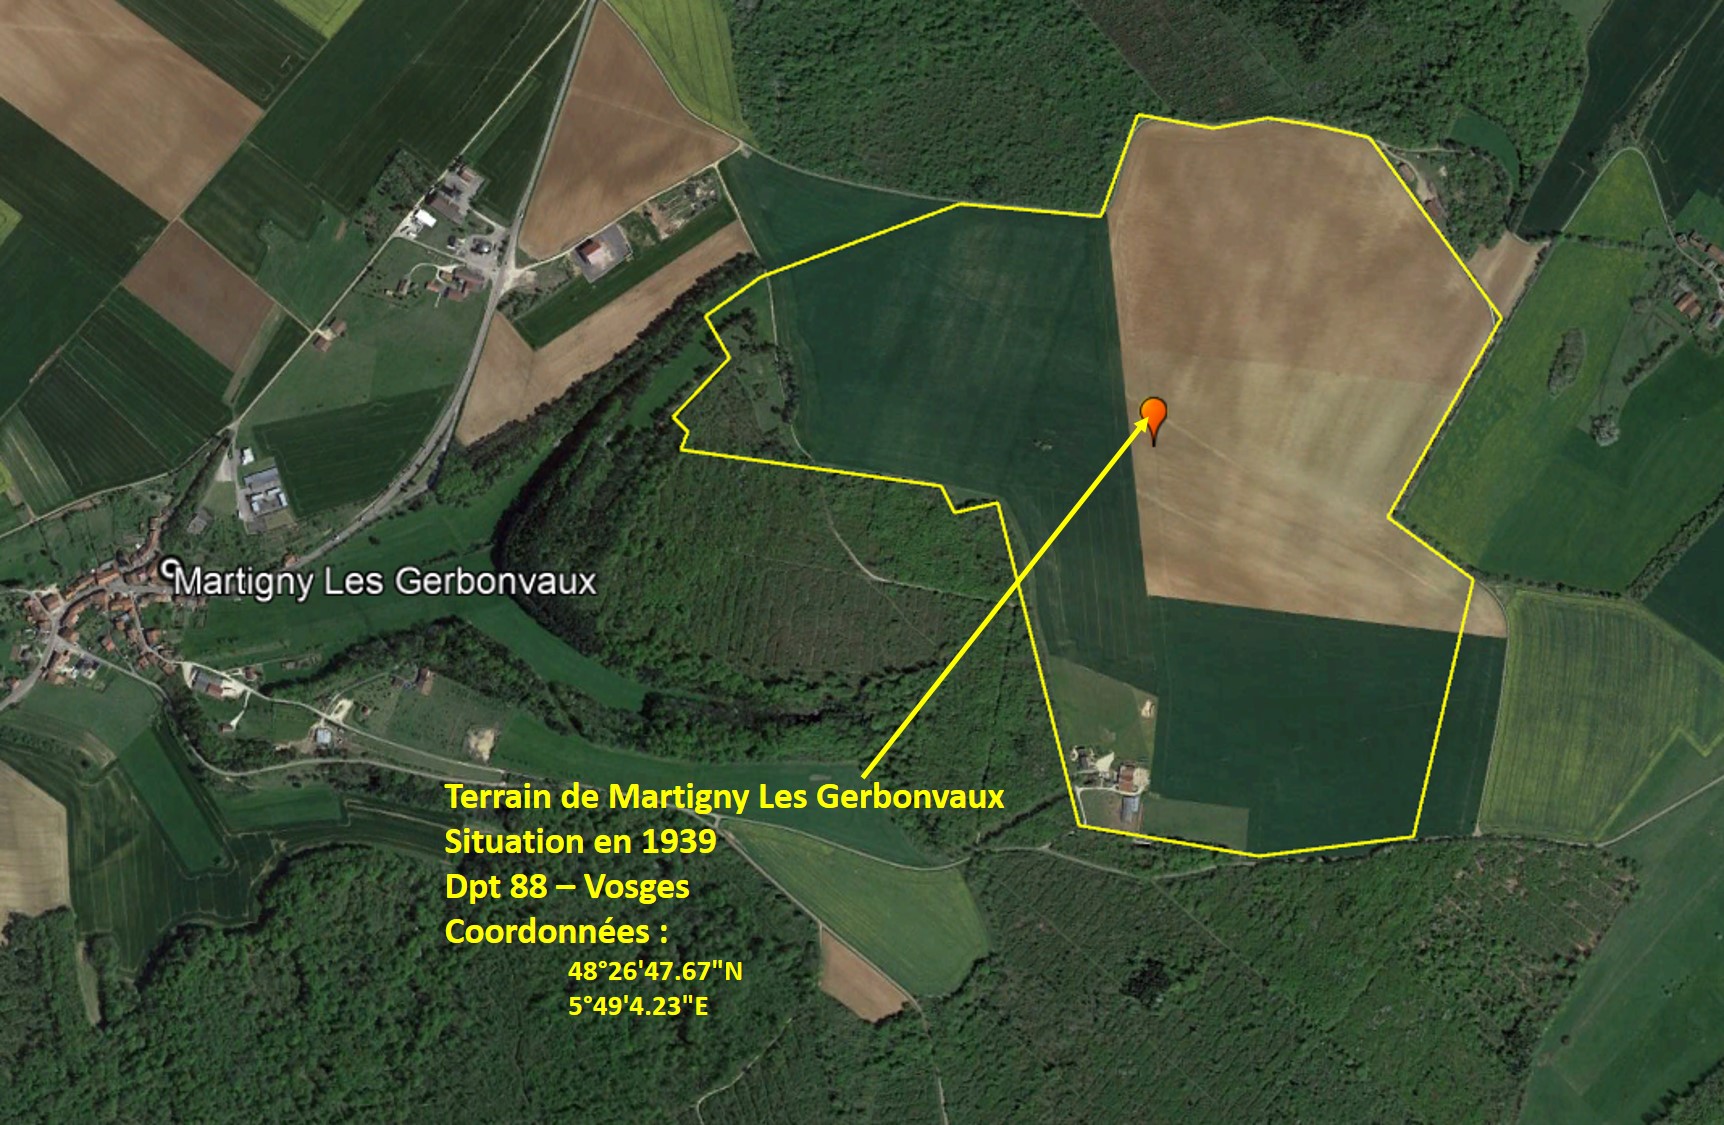 Martigny Les Gerbonvaux
Terrain de Martigny Les Gerbonvaux
Situation en 1939
Dpt 88 – Vosges
Coordonnées :
48°26'47.67"N
5°49'4.23"E